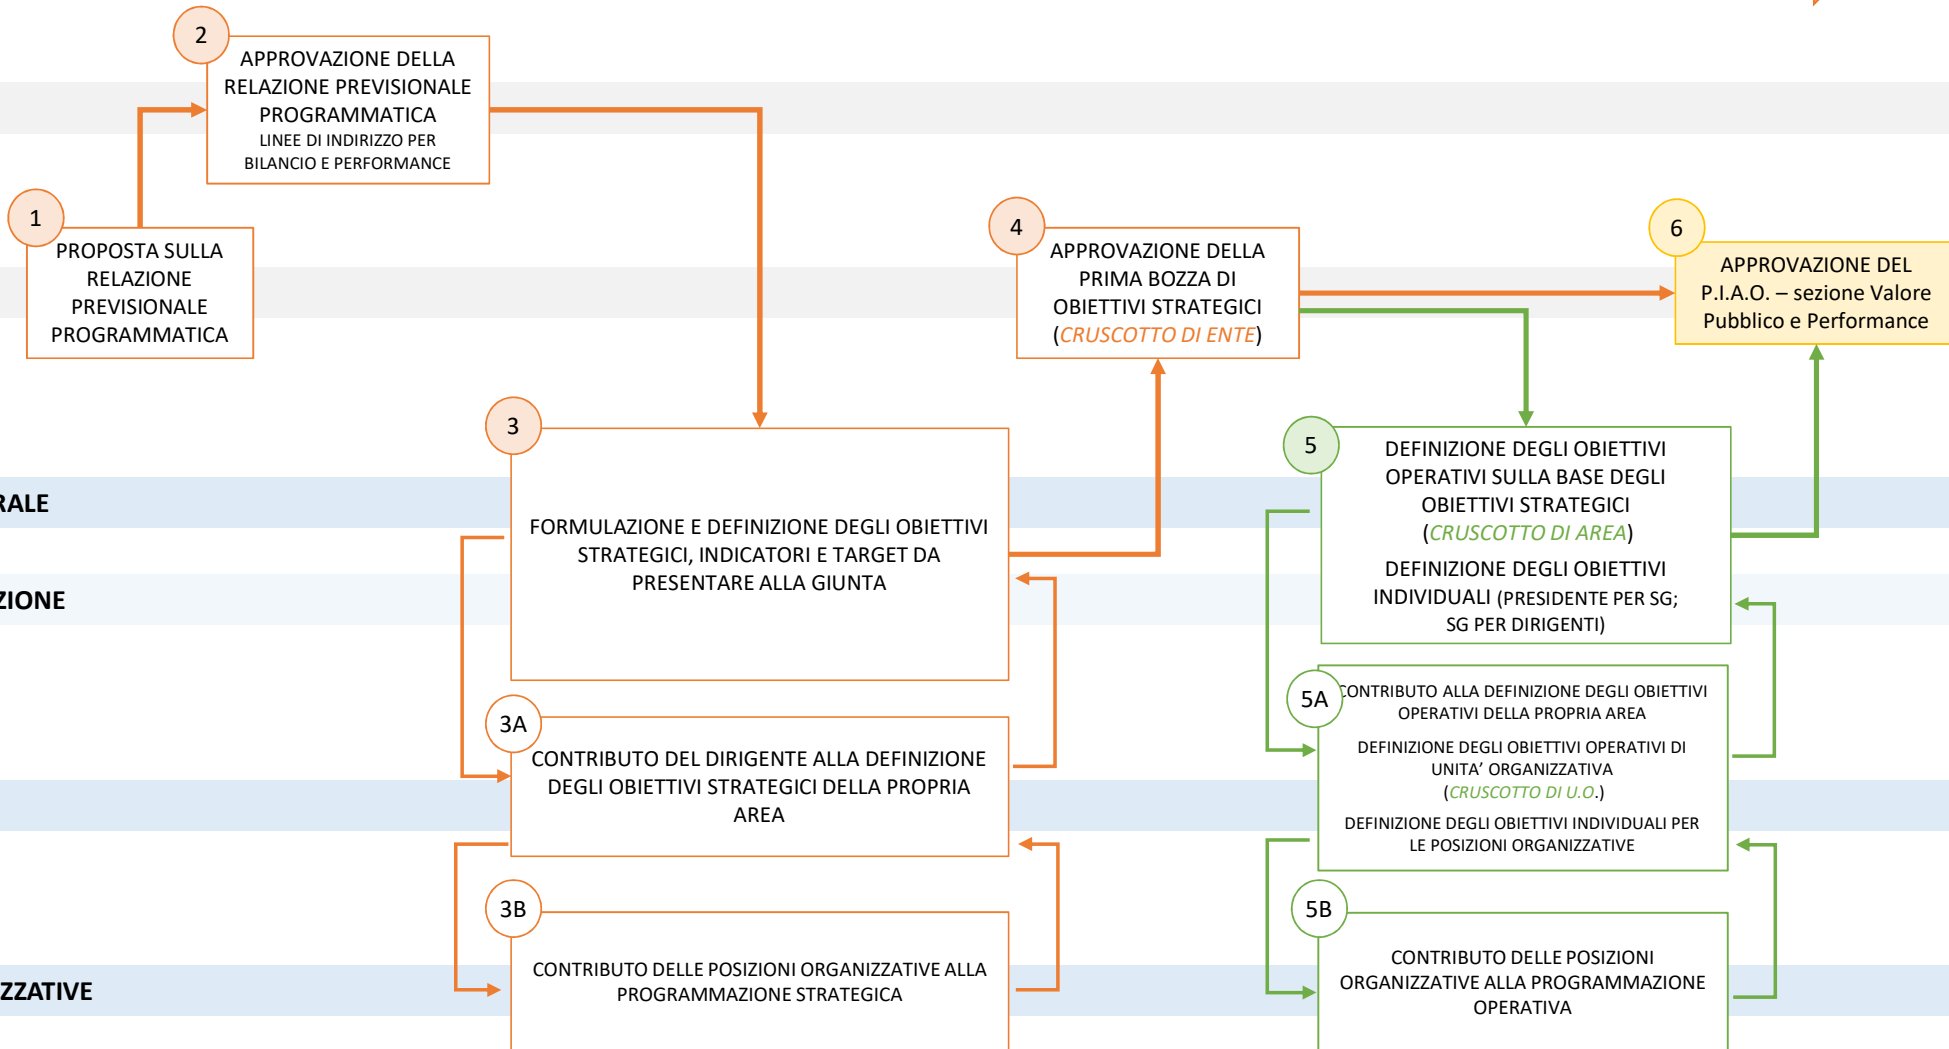 2
APPROVAZIONE DELLA
RELAZIONE PREVISIONALE
PROGRAMMATICA
LINEE DI INDIRIZZO PER
BILANCIO E PERFORMANCE
1
PROPOSTA SULLA
RELAZIONE
PREVISIONALE
PROGRAMMATICA
4
APPROVAZIONE DELLA
PRIMA BOZZA DI
OBIETTIVI STRATEGICI
(CRUSCOTTO DI ENTE)
6
APPROVAZIONE DEL
P.I.A.O. – sezione Valore
Pubblico e Performance
3
FORMULAZIONE E DEFINIZIONE DEGLI OBIETTIVI
STRATEGICI, INDICATORI E TARGET DA
PRESENTARE ALLA GIUNTA
5
DEFINIZIONE DEGLI OBIETTIVI
OPERATIVI SULLA BASE DEGLI
OBIETTIVI STRATEGICI
(CRUSCOTTO DI AREA)
DEFINIZIONE DEGLI OBIETTIVI
INDIVIDUALI (PRESIDENTE PER SG;
SG PER DIRIGENTI)
RALE
ZIONE
3A
CONTRIBUTO DEL DIRIGENTE ALLA DEFINIZIONE
DEGLI OBIETTIVI STRATEGICI DELLA PROPRIA
AREA
5A
CONTRIBUTO ALLA DEFINIZIONE DEGLI OBIETTIVI
OPERATIVI DELLA PROPRIA AREA
DEFINIZIONE DEGLI OBIETTIVI OPERATIVI DI
UNITA’ ORGANIZZATIVA
(CRUSCOTTO DI U.O.)
DEFINIZIONE DEGLI OBIETTIVI INDIVIDUALI PER
LE POSIZIONI ORGANIZZATIVE
3B
CONTRIBUTO DELLE POSIZIONI ORGANIZZATIVE ALLA
PROGRAMMAZIONE STRATEGICA
5B
CONTRIBUTO DELLE POSIZIONI
ORGANIZZATIVE ALLA PROGRAMMAZIONE
OPERATIVA
ZZATIVE